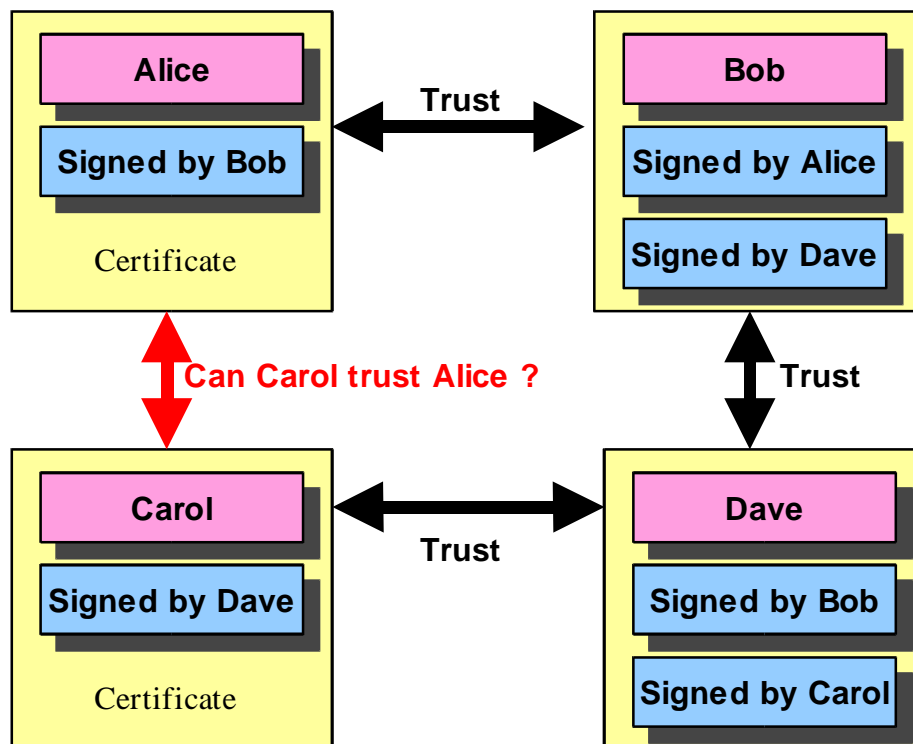 Alice
Signed by Bob
Certificate
Trust
Bob
Signed by Alice
Signed by Dave
Can Carol trust Alice ?
Trust
Carol
Signed by Dave
Certificate
Trust
Dave
Signed by Bob
Signed by Carol